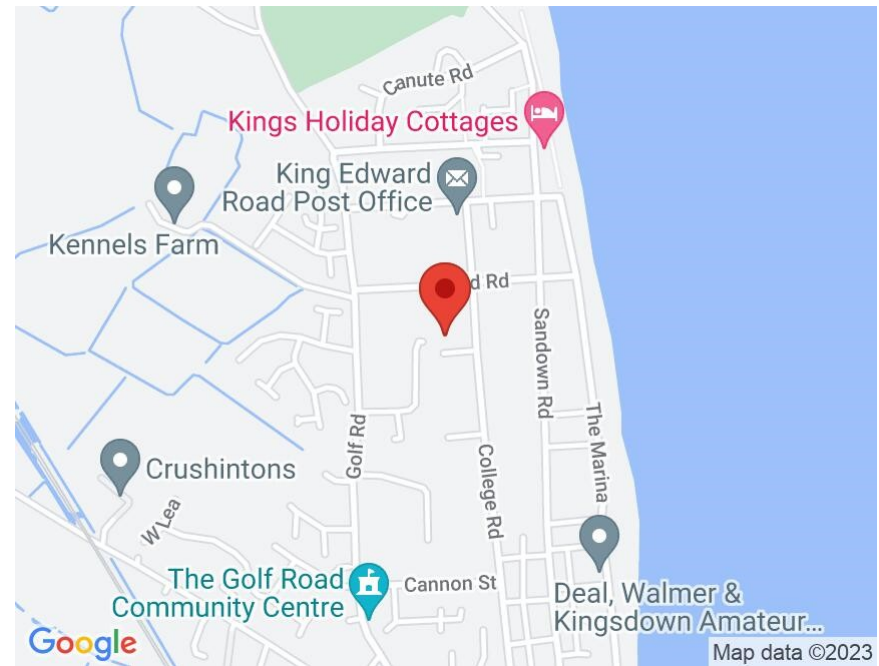 Canute Rd
Kings Holiday Cottages
King Edward
Road Post Office
Kennels Farm
d Rd
Sandown Rd
The Marina
Golf Rd
College Rd
Crushintons
W Lea
The Golf Road
Community Centre
Cannon St
Deal, Walmer &
Kingsdown Amateur...
Google
Map data ©2023